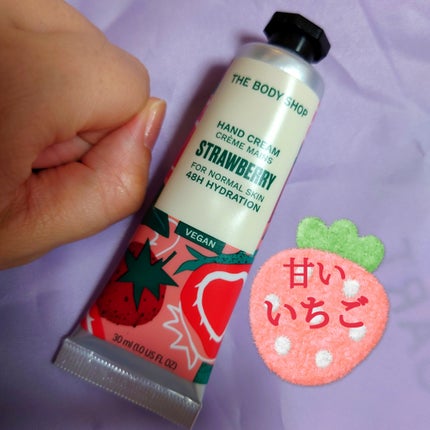 THE BODY SHOP
HAND CREAM
CRÈME MAINS
STRAWBERRY
FOR NORMAL SKIN
48H HYDRATION
VEGAN
30 ml (1.0 US FL OZ)
甘い
いちご